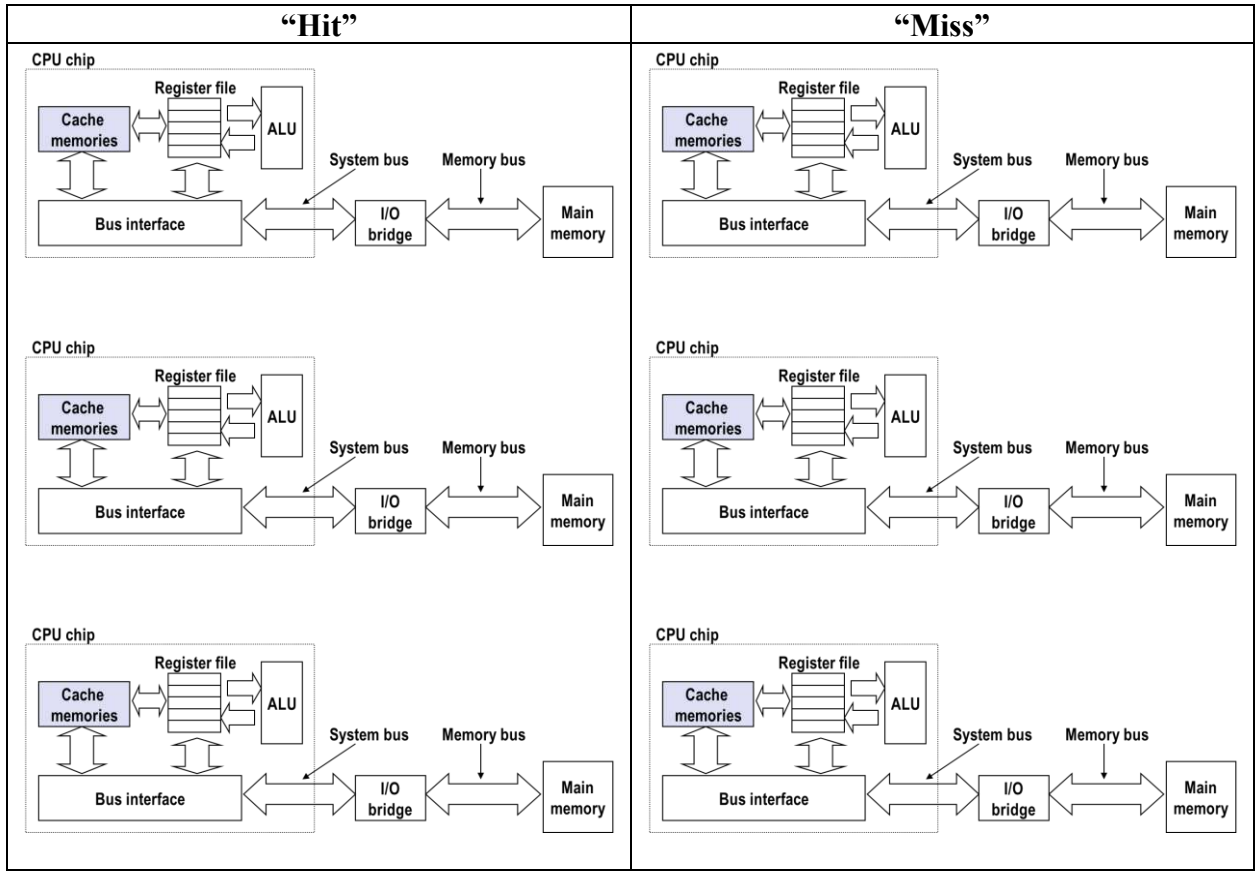 “Hit”
“Miss”
CPU chip
Register file
Cache
memories
ALU
System bus
Memory bus
Bus interface
I/O
bridge
Main
memory
CPU chip
Register file
Cache
memories
ALU
System bus
Memory bus
Bus interface
I/O
bridge
Main
memory
CPU chip
Register file
Cache
memories
ALU
System bus
Memory bus
Bus interface
I/O
bridge
Main
memory
CPU chip
Register file
Cache
memories
ALU
System bus
Memory bus
Bus interface
I/O
bridge
Main
memory
CPU chip
Register file
Cache
memories
ALU
System bus
Memory bus
Bus interface
I/O
bridge
Main
memory
CPU chip
Register file
Cache
memories
ALU
System bus
Memory bus
Bus interface
I/O
bridge
Main
memory